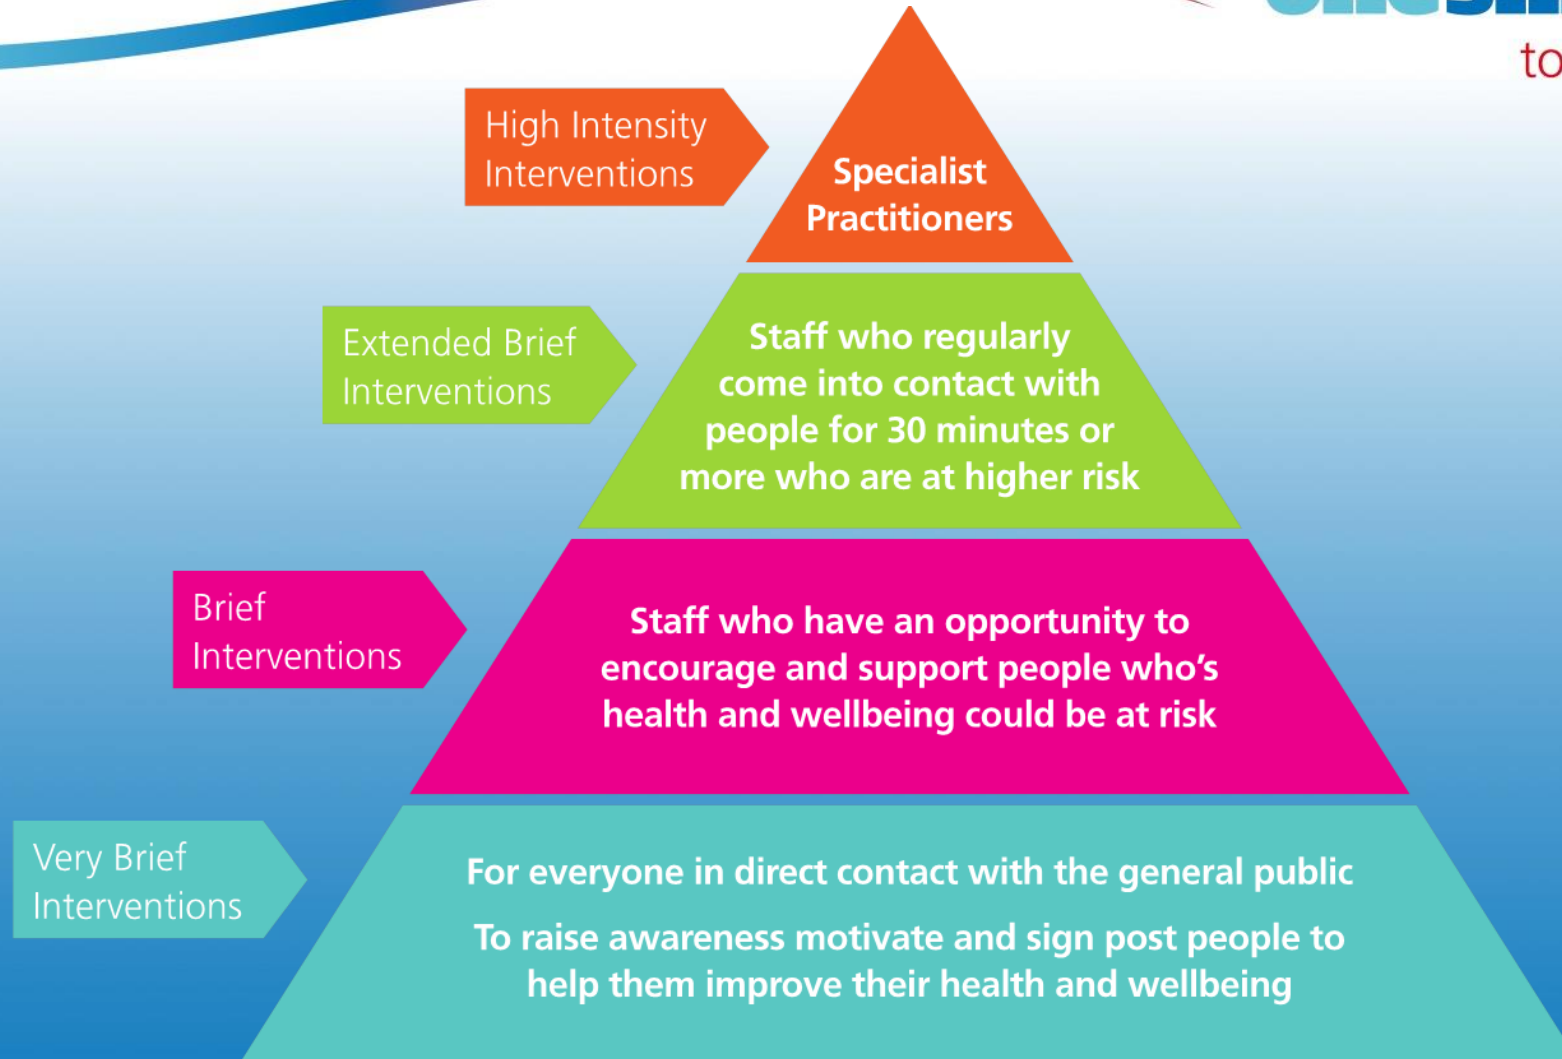 to
High Intensity
Interventions
Specialist
Practitioners
Extended Brief
Interventions
Staff who regularly
come into contact with
people for 30 minutes or
more who are at higher risk
Brief
Interventions
Staff who have an opportunity to
encourage and support people who’s
health and wellbeing could be at risk
Very Brief
Interventions
For everyone in direct contact with the general public
To raise awareness motivate and sign post people to
help them improve their health and wellbeing